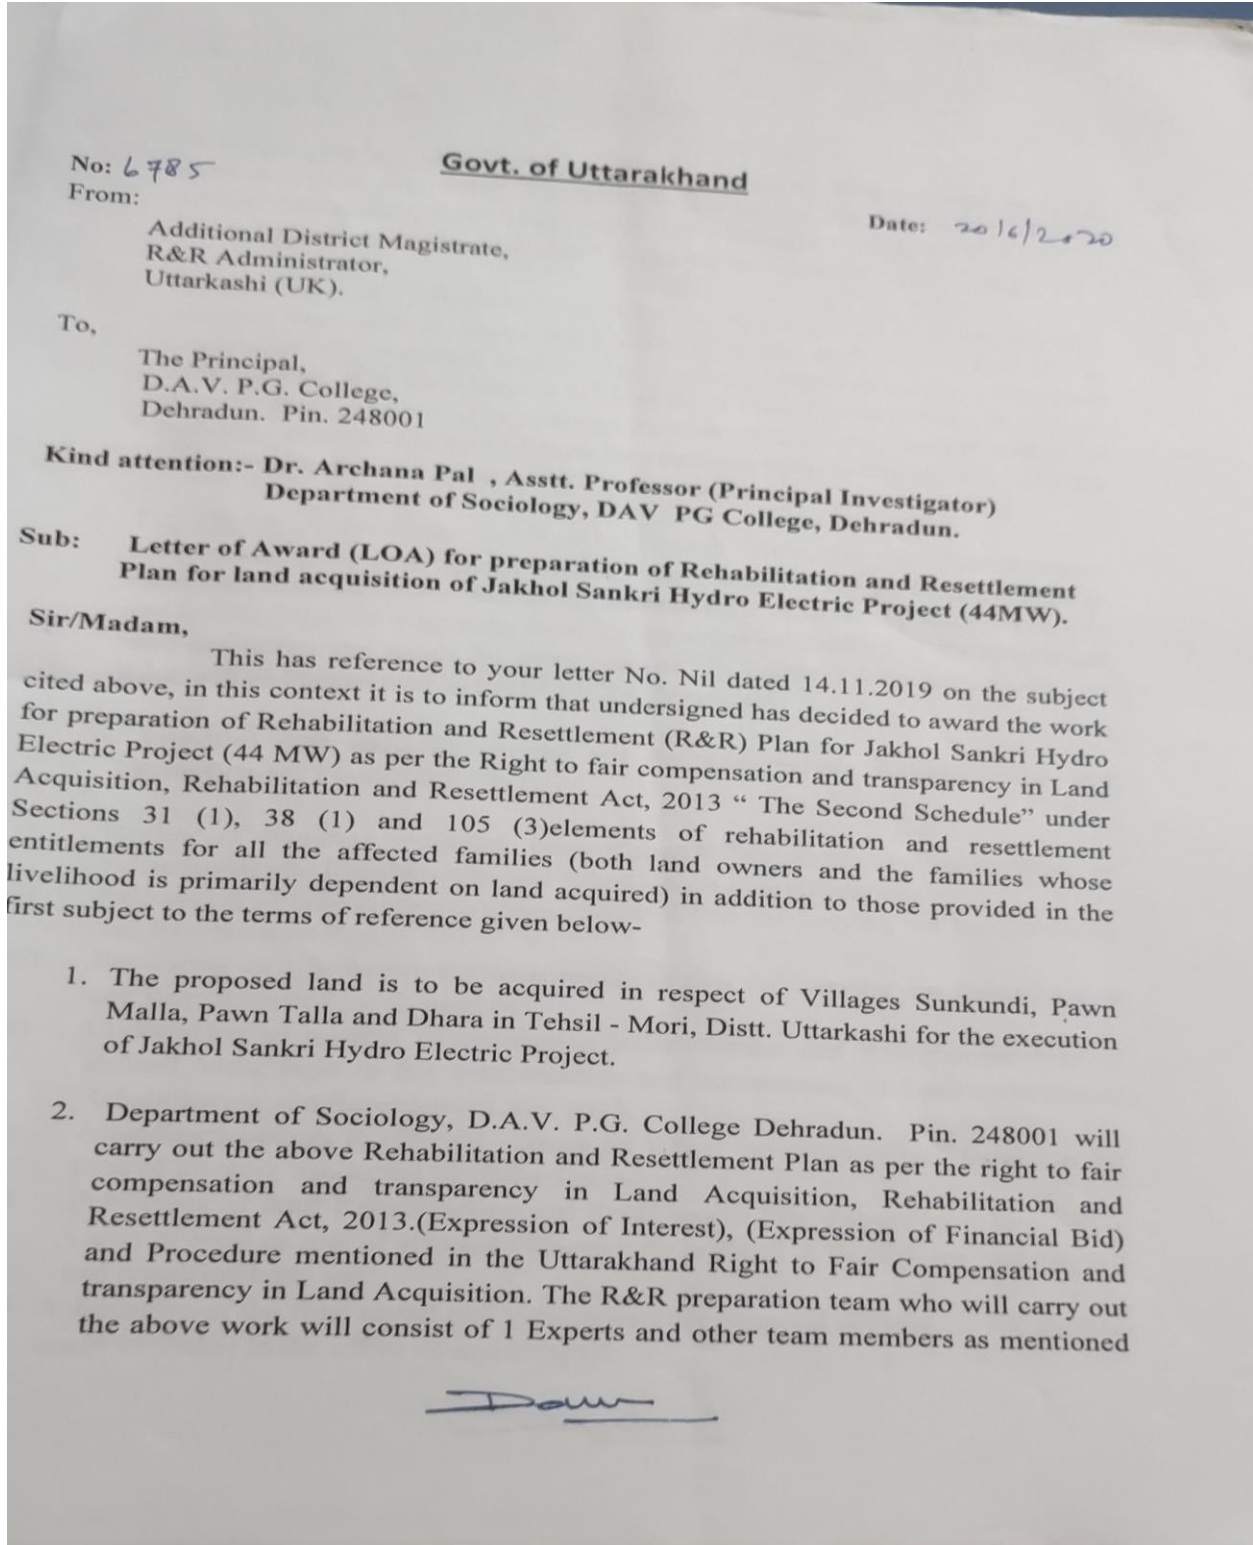 Govt. of Uttarakhand
No: 6785
From:
Date: 20/6/2020
Additional District Magistrate,
R&R Administrator,
Uttarkashi (UK).
To,
The Principal,
D.A.V. P.G. College,
Dehradun. Pin. 248001
Kind attention:- Dr. Archana Pal , Asstt. Professor (Principal Investigator)
Department of Sociology, DAV PG College, Dehradun.
Sub: Letter of Award (LOA) for preparation of Rehabilitation and Resettlement
Plan for land acquisition of Jakhol Sankri Hydro Electric Project (44MW).
Sir/Madam,
This has reference to your letter No. Nil dated 14.11.2019 on the subject
cited above, in this context it is to inform that undersigned has decided to award the work
for preparation of Rehabilitation and Resettlement (R&R) Plan for Jakhol Sankri Hydro
Electric Project (44 MW) as per the Right to fair compensation and transparency in Land
Acquisition, Rehabilitation and Resettlement Act, 2013 “ The Second Schedule” under
Sections 31 (1), 38 (1) and 105 (3)elements of rehabilitation and resettlement
entitlements for all the affected families (both land owners and the families whose
livelihood is primarily dependent on land acquired) in addition to those provided in the
first subject to the terms of reference given below-
1. The proposed land is to be acquired in respect of Villages Sunkundi, Pawn
Malla, Pawn Talla and Dhara in Tehsil - Mori, Distt. Uttarkashi for the execution
of Jakhol Sankri Hydro Electric Project.
2. Department of Sociology, D.A.V. P.G. College Dehradun. Pin. 248001 will
carry out the above Rehabilitation and Resettlement Plan as per the right to fair
compensation and transparency in Land Acquisition, Rehabilitation and
Resettlement Act, 2013.(Expression of Interest), (Expression of Financial Bid)
and Procedure mentioned in the Uttarakhand Right to Fair Compensation and
transparency in Land Acquisition. The R&R preparation team who will carry out
the above work will consist of 1 Experts and other team members as mentioned